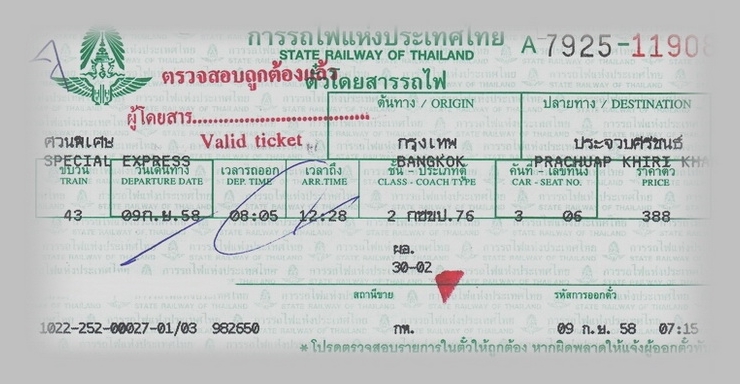 การรถไฟแห่งประเทศไทย
STATE RAILWAY OF THAILAND
A 7925-11908
ตรวจสอบถูกต้องแล้ว
ตั๋วโดยสารรถไฟ
ผู้โดยสาร
Valid ticket
ต้นทาง / ORIGIN ปลายทาง / DESTINATION
ด่วนพิเศษ กรุงเทพ ประจวบคีรีขันธ์
SPECIAL EXPRESS BANGKOK PRACHUAP KHIRI KHA
ขบวน วันเดินทาง เวลารถออก เวลาถึง ชั้น - ประเภทตู้ คันที่ - เลขที่นั่ง ราคาตั๋ว
TRAIN DEPARTURE DATE DEP. TIME ARR.TIME CLASS - COACH TYPE CAR - SEAT NO. PRICE
43 09ก.ย.58 08:05 12:28 2 กซขป.76 3 06 388
ผอ.
30-02
สถานีขาย รหัสการออกตั๋ว
1022-252-00027-01/03 982650 กท. 09 ก.ย. 58 07:15
*โปรดตรวจสอบรายการในตั๋วให้ถูกต้อง หากผิดพลาดให้แจ้งผู้ออกตั๋วทัน